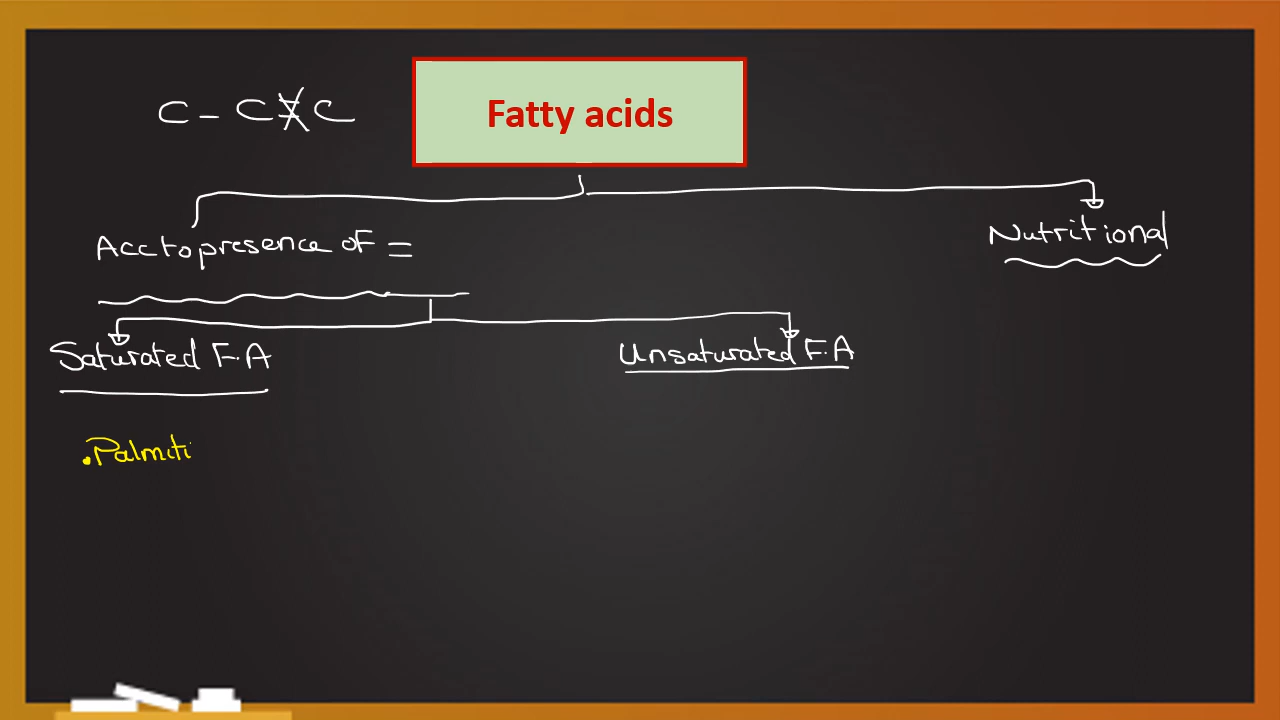 C - C X C
Fatty acids
Acc to presence of =
Nutritional
Saturated F.A
Unsaturated F.A
. Palmiti